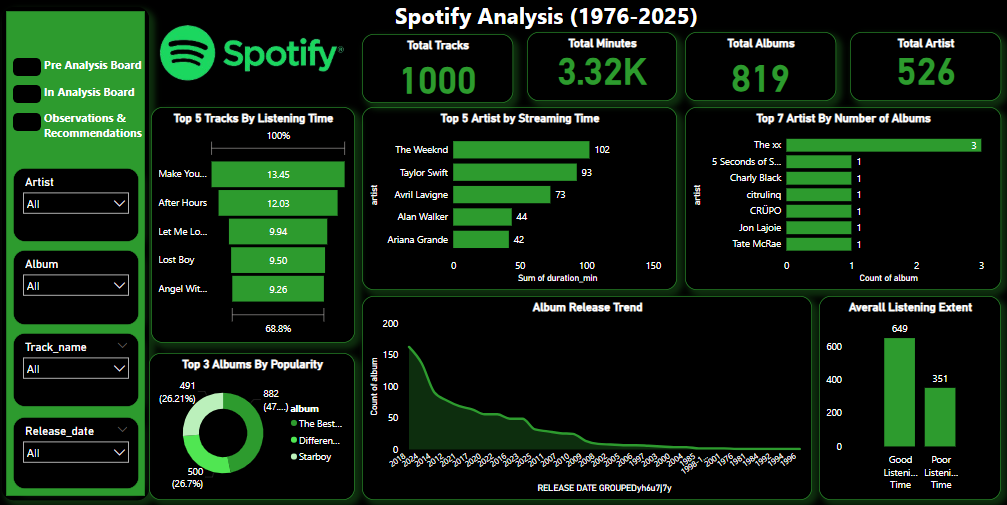 Spotify Analysis (1976-2025)
Pre Analysis Board
In Analysis Board
Observations &
Recommendations
Artist
All
Album
All
Track_name
All
Release_date
All
Spotify®
Total Tracks
1000
Total Minutes
3.32K
Total Albums
819
Total Artist
526
Top 5 Tracks By Listening Time
100%
Make You... 13.45
After Hours 12.03
Let Me Lo... 9.94
Lost Boy 9.50
Angel Wit... 9.26
68.8%
Top 5 Artist by Streaming Time
artist
The Weeknd 102
Taylor Swift 93
Avril Lavigne 73
Alan Walker 44
Ariana Grande 42
0 50 100 150
Sum of duration_min
Top 7 Artist By Number of Albums
artist
The xx 3
5 Seconds of S... 1
Charly Black 1
citrulinq 1
CRÜPO 1
Jon Lajoie 1
Tate McRae 1
0 1 2 3
Count of album
Top 3 Albums By Popularity
491
(26.21%)
882
(47....)
500
(26.7%)
album
The Best...
Differen...
Starboy
Album Release Trend
Count of album
200
150
100
50
0
2018 2024 2014 2012 2021 2017 2020 2022 2016 2023 2025 2011 2007 2010 2009 2008 2005 2006 1997 2003 2000 2004 1985 1998-1... 2001 1976 1981 1984 1992 1994 1996
RELEASE DATE GROUPEDyh6u7j7y
Averall Listening Extent
600
400
200
0
649
351
Good
Listeni...
Time
Poor
Listeni...
Time